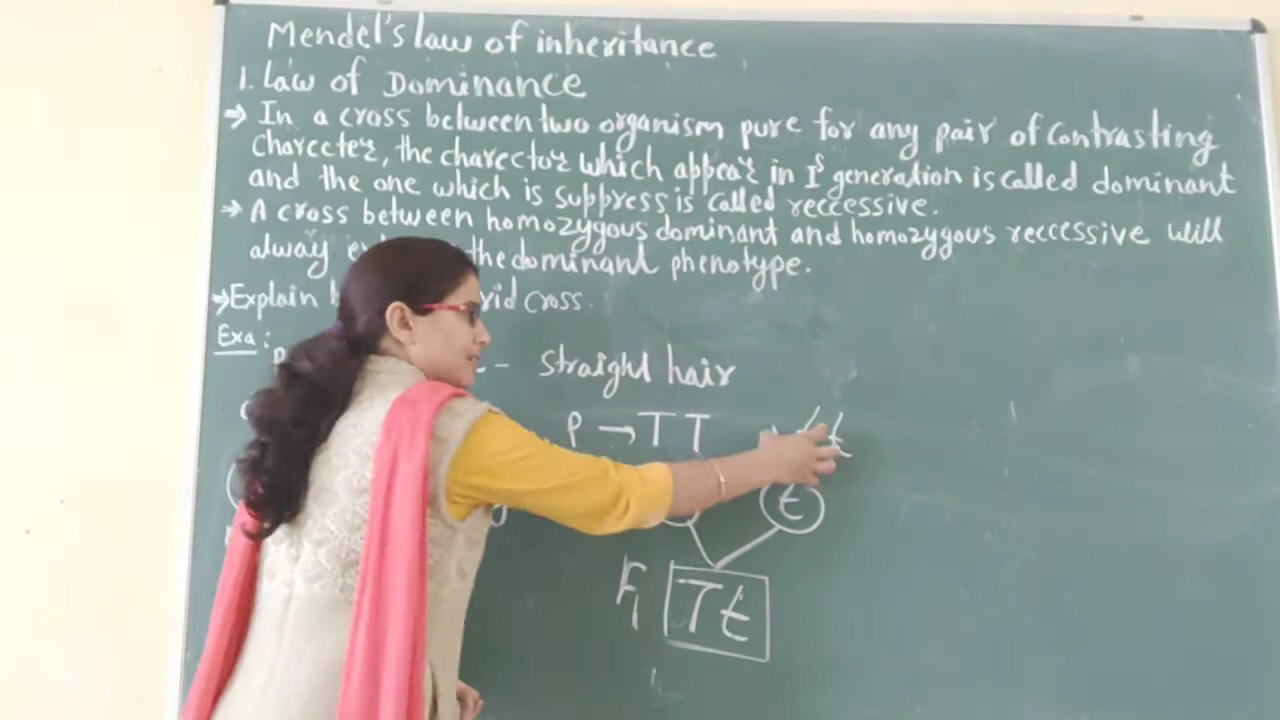 Mendel's law of inheritance
1. Law of Dominance
→ In a cross between two organism pure for any pair of contrasting
charecter, the charector which appear in Ist generation is called dominant
and the one which is suppress is called reccessive.
→ A cross between homozygous dominant and homozygous reccessive will
alway the dominant phenotype.
→ Explain cross.
Exa:
- straight hair
P → T T
t
t
F1 Tt